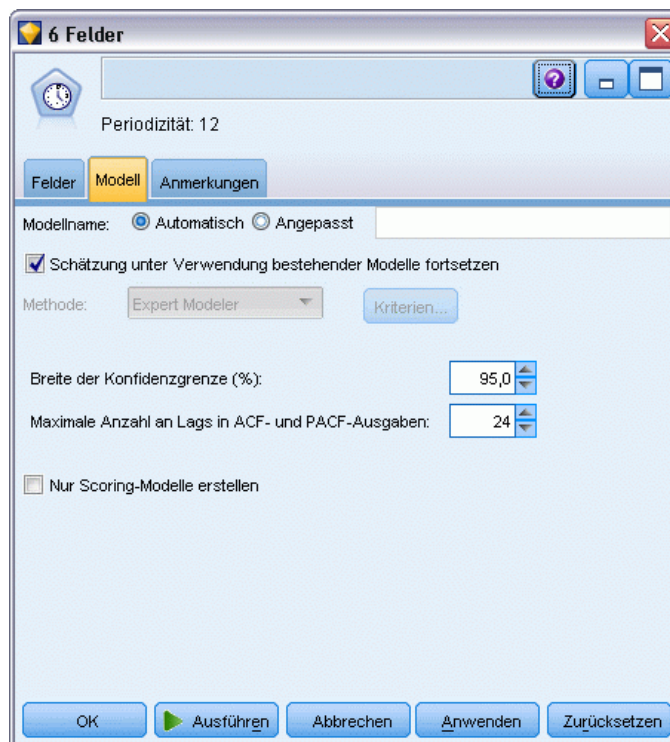 6 Felder
Periodizität: 12
Felder Modell Anmerkungen
Modellname: Automatisch Angepasst
Schätzung unter Verwendung bestehender Modelle fortsetzen
Methode: Expert Modeler Kriterien...
Breite der Konfidenzgrenze (%): 95,0
Maximale Anzahl an Lags in ACF- und PACF-Ausgaben: 24
Nur Scoring-Modelle erstellen
OK Ausführen Abbrechen Anwenden Zurücksetzen